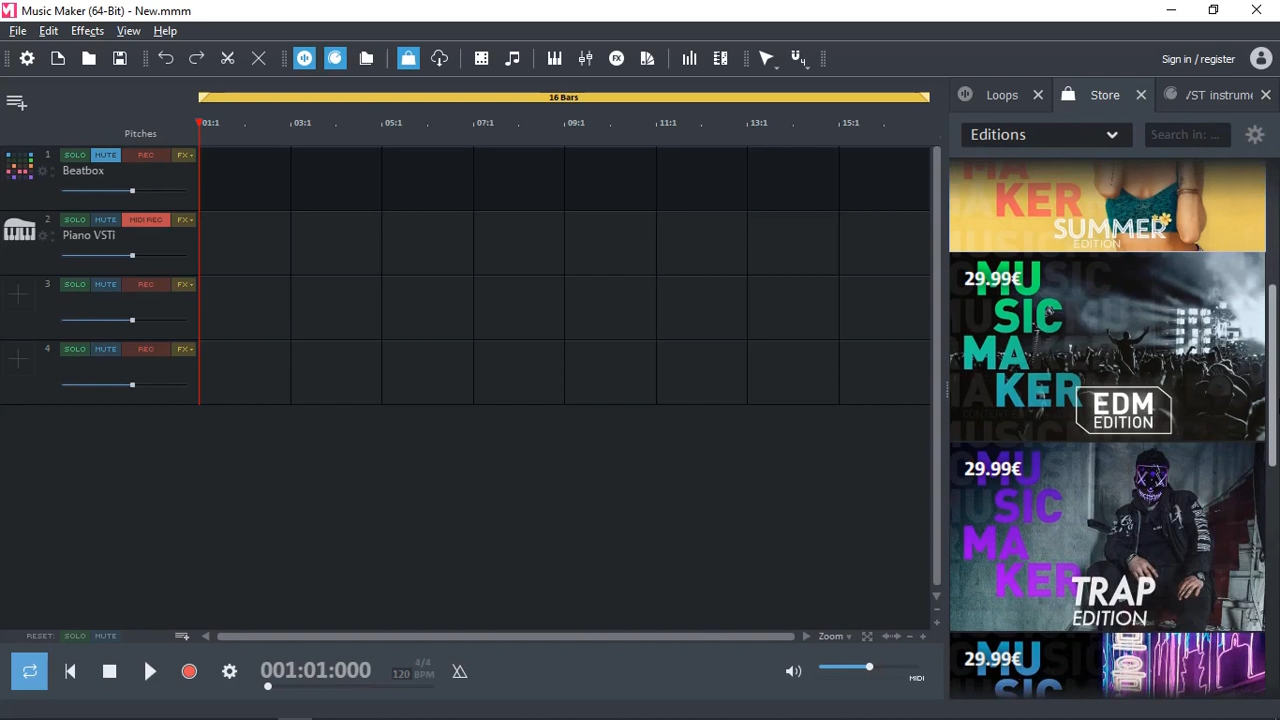 Music Maker (64-Bit) - New.mmm
File Edit Effects View Help
Sign in / register
16 Bars
Loops Store /ST instrume
01:1 03:1 05:1 07:1 09:1 11:1 13:1 15:1
Pitches
Editions
Search in: ...
1 SOLO MUTE REC FX
Beatbox
2 SOLO MUTE MIDI REC FX
Piano VSTi
3 SOLO MUTE REC FX
4 SOLO MUTE REC FX
KER
SUMMER
EDITION
29.99€
MU
SIC
MA
KER
EDM
EDITION
29.99€
MU
SIC
MA
KER
TRAP
EDITION
29.99€
MU
SIC
RESET: SOLO MUTE
Zoom
001:01:000
4/4
120 BPM
MIDI